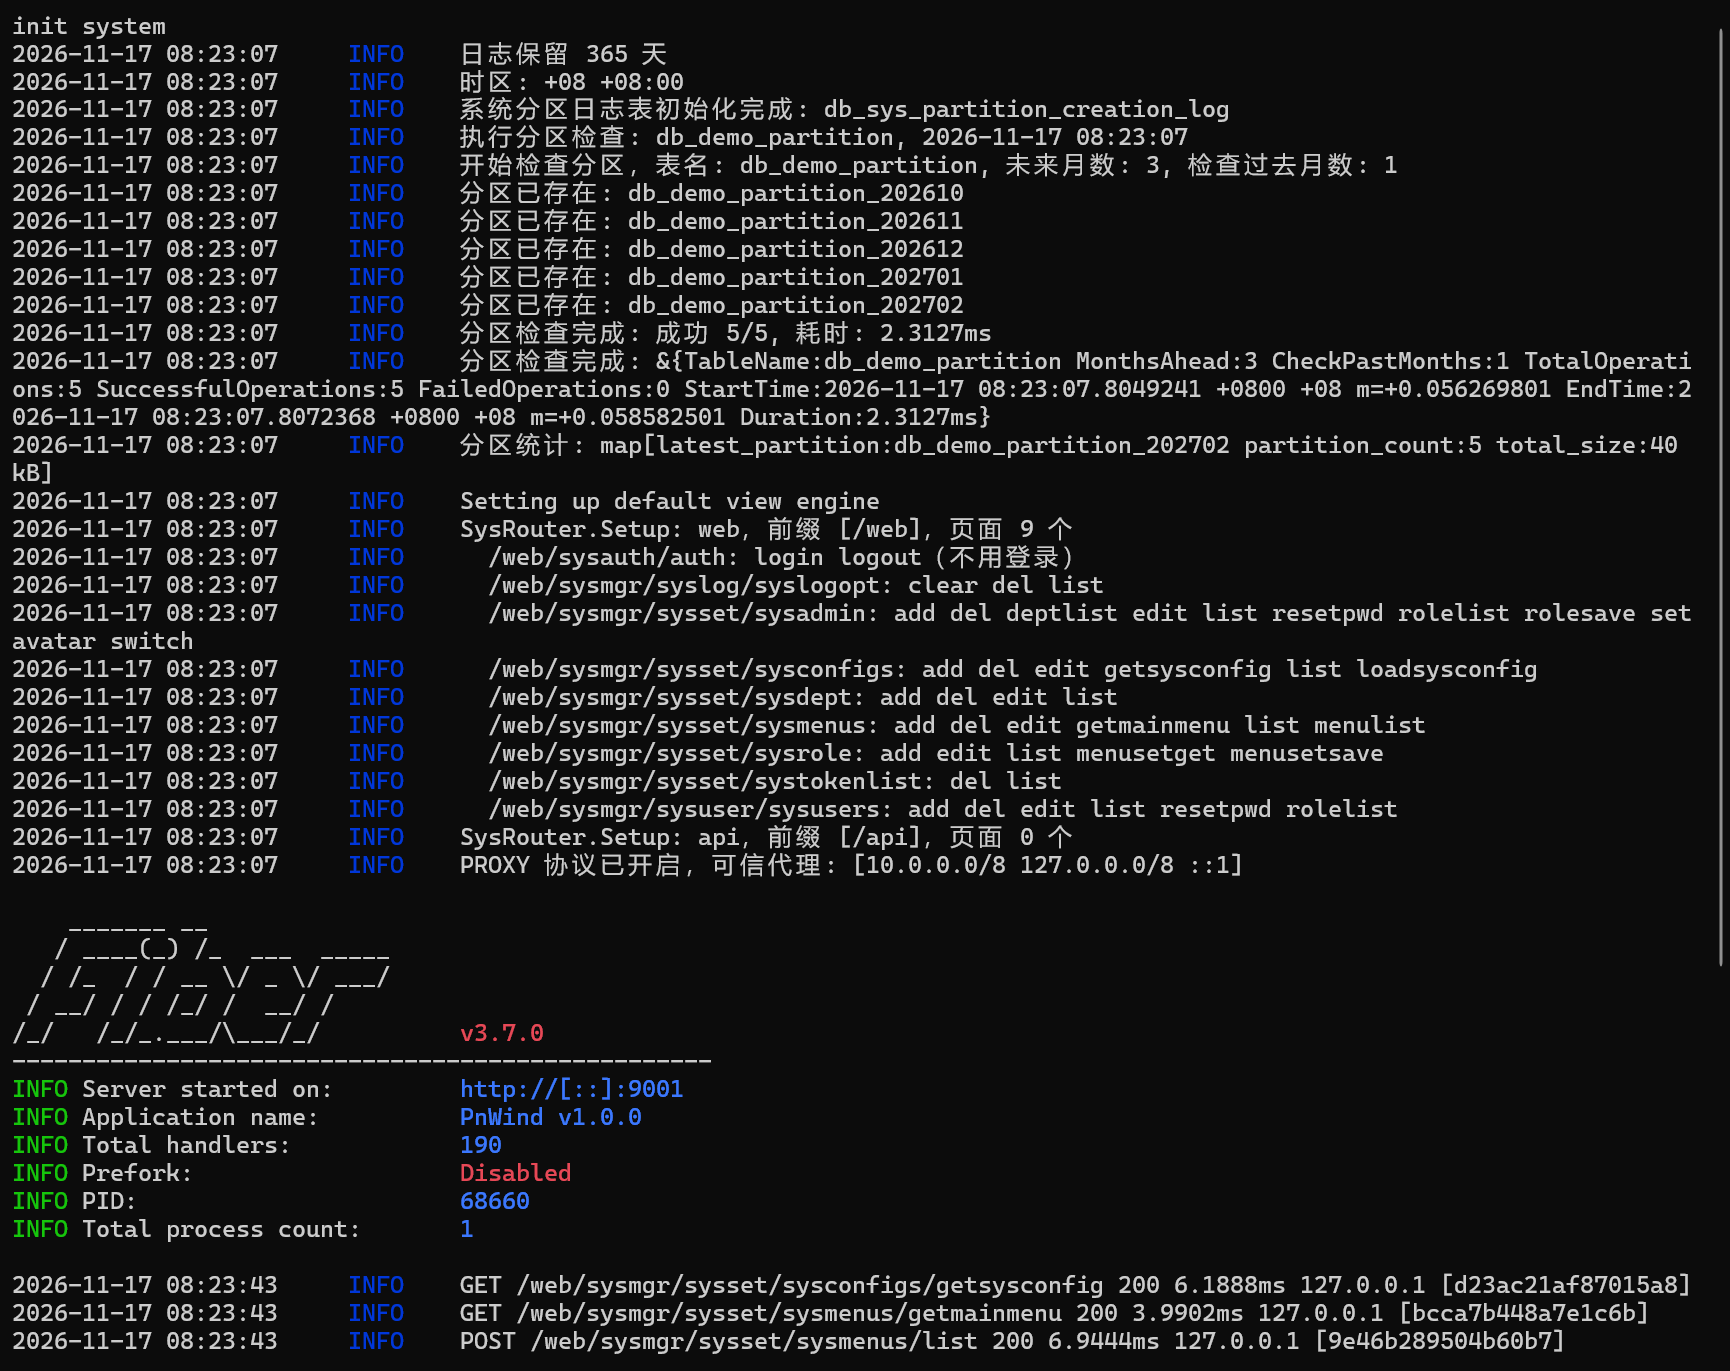 init system
2026-11-17 08:23:07     INFO    日志保留 365 天
2026-11-17 08:23:07     INFO    时区: +08 +08:00
2026-11-17 08:23:07     INFO    系统分区日志表初始化完成: db_sys_partition_creation_log
2026-11-17 08:23:07     INFO    执行分区检查: db_demo_partition, 2026-11-17 08:23:07
2026-11-17 08:23:07     INFO    开始检查分区, 表名: db_demo_partition, 未来月数: 3, 检查过去月数: 1
2026-11-17 08:23:07     INFO    分区已存在: db_demo_partition_202610
2026-11-17 08:23:07     INFO    分区已存在: db_demo_partition_202611
2026-11-17 08:23:07     INFO    分区已存在: db_demo_partition_202612
2026-11-17 08:23:07     INFO    分区已存在: db_demo_partition_202701
2026-11-17 08:23:07     INFO    分区已存在: db_demo_partition_202702
2026-11-17 08:23:07     INFO    分区检查完成: 成功 5/5, 耗时: 2.3127ms
2026-11-17 08:23:07     INFO    分区检查完成: &{TableName:db_demo_partition MonthsAhead:3 CheckPastMonths:1 TotalOperati
ons:5 SuccessfulOperations:5 FailedOperations:0 StartTime:2026-11-17 08:23:07.8049241 +0800 +08 m=+0.056269801 EndTime:2
026-11-17 08:23:07.8072368 +0800 +08 m=+0.058582501 Duration:2.3127ms}
2026-11-17 08:23:07     INFO    分区统计: map[latest_partition:db_demo_partition_202702 partition_count:5 total_size:40
kB]
2026-11-17 08:23:07     INFO    Setting up default view engine
2026-11-17 08:23:07     INFO    SysRouter.Setup: web, 前缀 [/web], 页面 9 个
2026-11-17 08:23:07     INFO      /web/sysauth/auth: login logout (不用登录)
2026-11-17 08:23:07     INFO      /web/sysmgr/syslog/syslogopt: clear del list
2026-11-17 08:23:07     INFO      /web/sysmgr/sysset/sysadmin: add del deptlist edit list resetpwd rolelist rolesave set
avatar switch
2026-11-17 08:23:07     INFO      /web/sysmgr/sysset/sysconfigs: add del edit getsysconfig list loadsysconfig
2026-11-17 08:23:07     INFO      /web/sysmgr/sysset/sysdept: add del edit list
2026-11-17 08:23:07     INFO      /web/sysmgr/sysset/sysmenus: add del edit getmainmenu list menulist
2026-11-17 08:23:07     INFO      /web/sysmgr/sysset/sysrole: add edit list menusetget menusetsave
2026-11-17 08:23:07     INFO      /web/sysmgr/sysset/systokenlist: del list
2026-11-17 08:23:07     INFO      /web/sysmgr/sysuser/sysusers: add del edit list resetpwd rolelist
2026-11-17 08:23:07     INFO    SysRouter.Setup: api, 前缀 [/api], 页面 0 个
2026-11-17 08:23:07     INFO    PROXY 协议已开启, 可信代理: [10.0.0.0/8 127.0.0.0/8 ::1]
    _______ __
   / ____(_) /_  ___  _____
  / /_  / / __ \/ _ \/ ___/
 / __/ / / /_/ /  __/ /
/_/   /_/_.___/\___/_/          v3.7.0
--------------------------------------------------
INFO Server started on:         http://[::]:9001
INFO Application name:          PnWind v1.0.0
INFO Total handlers:            190
INFO Prefork:                   Disabled
INFO PID:                       68660
INFO Total process count:       1
2026-11-17 08:23:43     INFO    GET /web/sysmgr/sysset/sysconfigs/getsysconfig 200 6.1888ms 127.0.0.1 [d23ac21af87015a8]
2026-11-17 08:23:43     INFO    GET /web/sysmgr/sysset/sysmenus/getmainmenu 200 3.9902ms 127.0.0.1 [bcca7b448a7e1c6b]
2026-11-17 08:23:43     INFO    POST /web/sysmgr/sysset/sysmenus/list 200 6.9444ms 127.0.0.1 [9e46b289504b60b7]